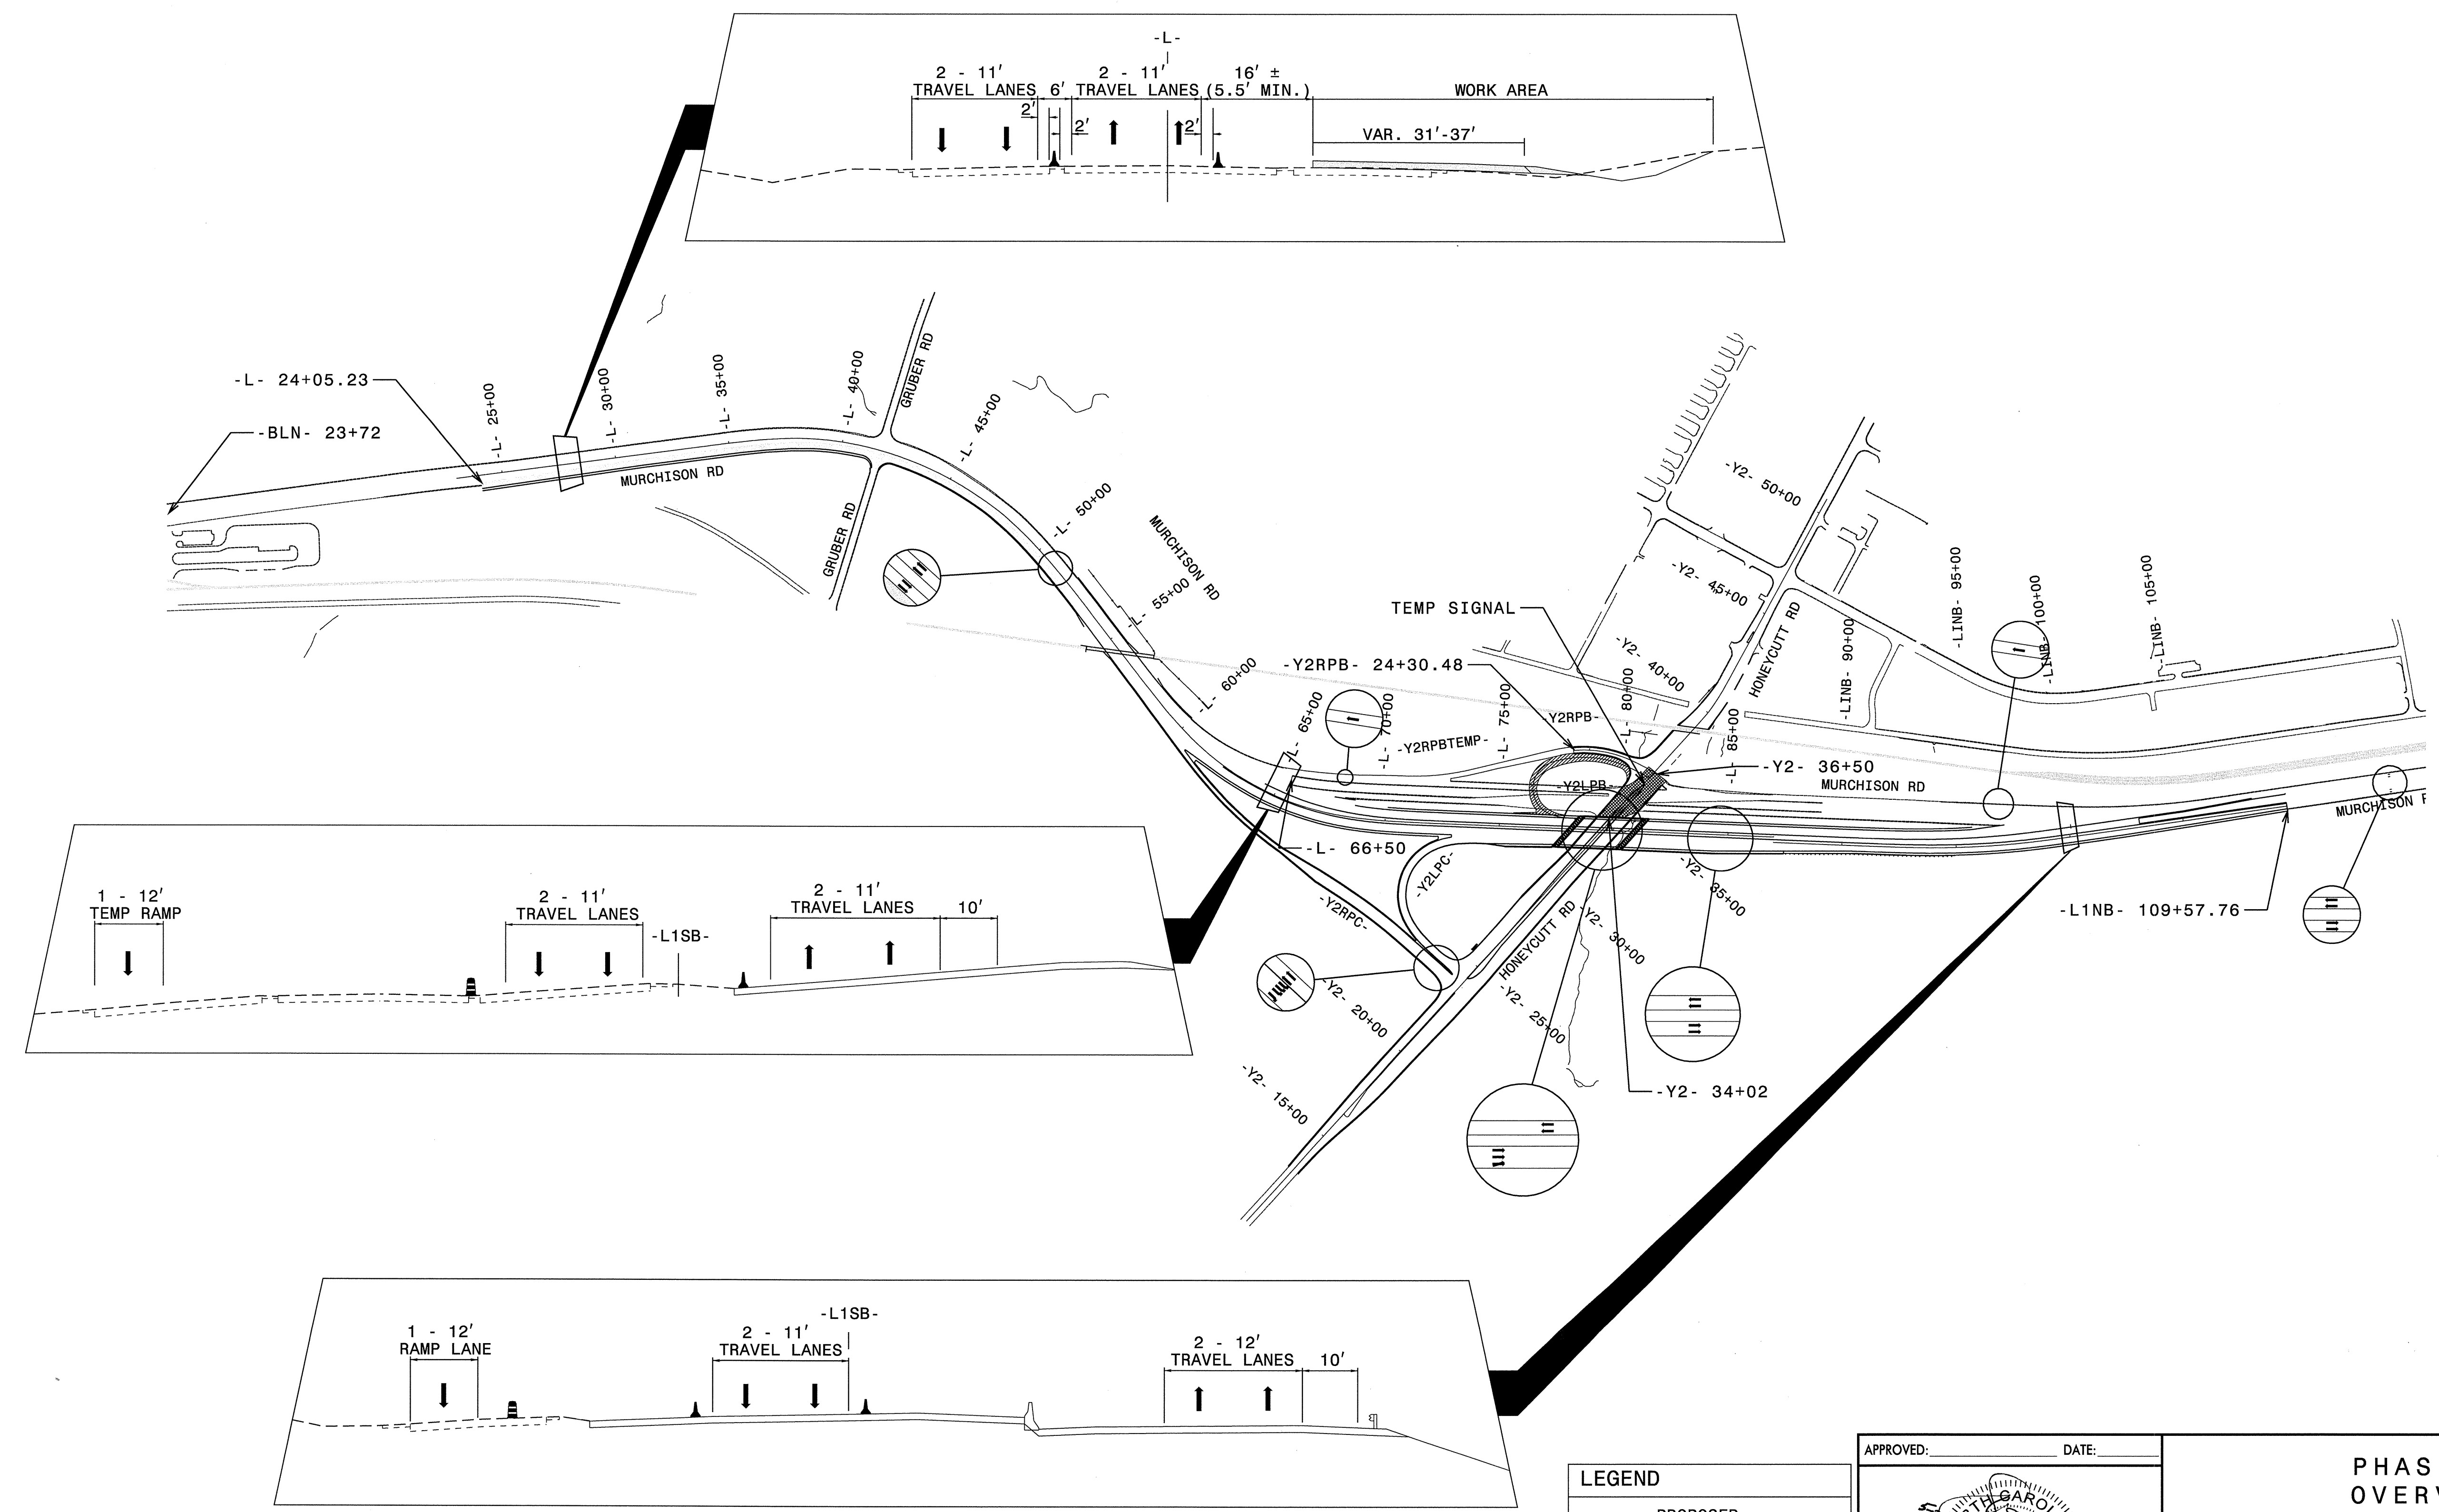 -L-
2 - 11'
TRAVEL LANES
6'
2 - 11'
TRAVEL LANES
16' ±
(5.5' MIN.)
WORK AREA
2'
2'
2'
VAR. 31'-37'
-L- 24+05.23
-BLN- 23+72
-L- 25+00
-L- 30+00
-L- 35+00
-L- 40+00
GRUBER RD
-L- 45+00
MURCHISON RD
GRUBER RD
-L- 50+00
MURCHISON RD
-L- 55+00
-L- 60+00
-L- 65+00
-L- 70+00
-Y2RPBTEMP-
-L- 75+00
TEMP SIGNAL
-Y2RPB- 24+30.48
-Y2RPB-
-Y2LPB-
-L- 80+00
-L- 85+00
-Y2- 50+00
-Y2- 45+00
-Y2- 40+00
HONEYCUTT RD
-LINB- 90+00
-LINB- 95+00
-LINB- 100+00
-LINB- 105+00
-Y2- 36+50
MURCHISON RD
MURCHISON R
-L- 66+50
-Y2LPC-
-Y2RPC-
-Y2- 35+00
-Y2- 30+00
HONEYCUTT RD
-Y2- 25+00
-Y2- 20+00
-Y2- 15+00
-Y2- 34+02
-L1NB- 109+57.76
1 - 12'
TEMP RAMP
2 - 11'
TRAVEL LANES
-L1SB-
2 - 11'
TRAVEL LANES
10'
1 - 12'
RAMP LANE
2 - 11'
TRAVEL LANES
-L1SB-
2 - 12'
TRAVEL LANES
10'
LEGEND
APPROVED:
DATE:
PHAS
OVERV